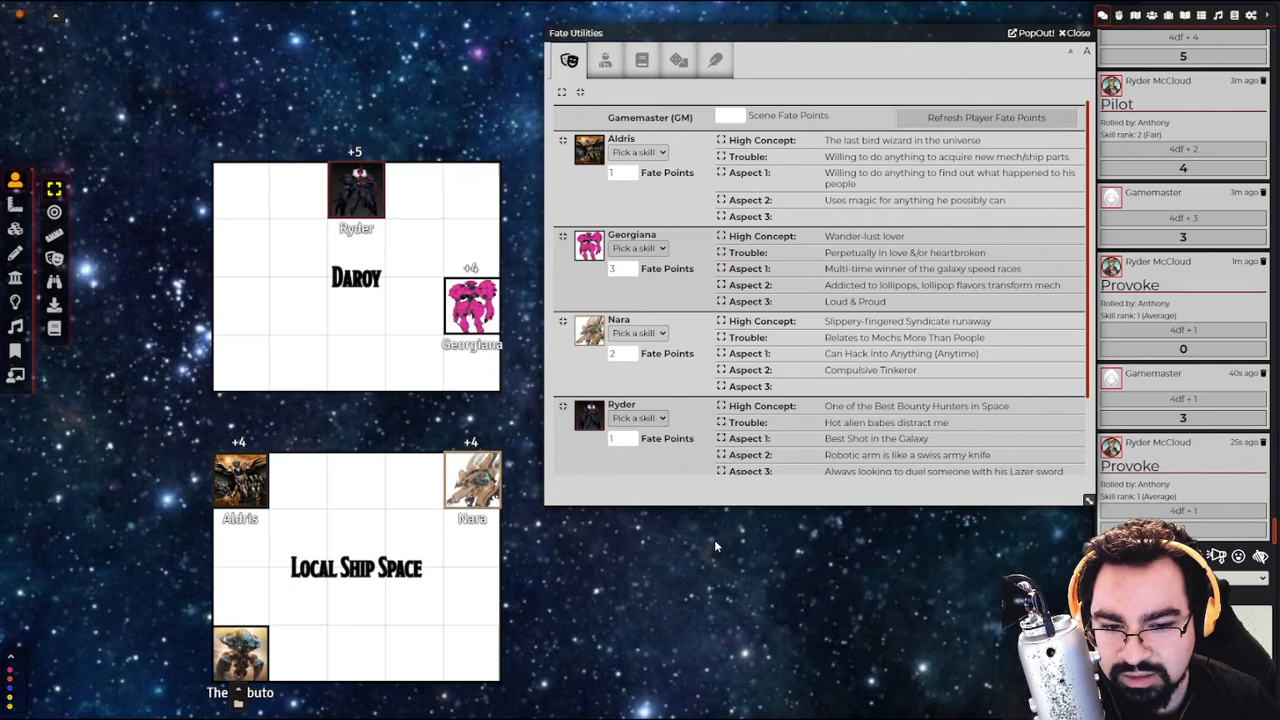 Fate Utilities
PopOut!
Close
A
A
Gamemaster (GM)
Scene Fate Points
Refresh Player Fate Points
Aldris
Pick a skill
1
Fate Points
High Concept:
The last bird wizard in the universe
Trouble:
Willing to do anything to acquire new mech/ship parts
Aspect 1:
Willing to do anything to find out what happened to his
people
Aspect 2:
Uses magic for anything he possibly can
Aspect 3:
Georgiana
Pick a skill
3
Fate Points
High Concept:
Wander-lust lover
Trouble:
Perpetually in love &/or heartbroken
Aspect 1:
Multi-time winner of the galaxy speed races
Aspect 2:
Addicted to lollipops, lollipop flavors transform mech
Aspect 3:
Loud & Proud
Nara
Pick a skill
2
Fate Points
High Concept:
Slippery-fingered Syndicate runaway
Trouble:
Relates to Mechs More Than People
Aspect 1:
Can Hack Into Anything (Anytime)
Aspect 2:
Compulsive Tinkerer
Aspect 3:
Ryder
Pick a skill
1
Fate Points
High Concept:
One of the Best Bounty Hunters in Space
Trouble:
Hot alien babes distract me
Aspect 1:
Best Shot in the Galaxy
Aspect 2:
Robotic arm is like a swiss army knife
Aspect 3:
Always looking to duel someone with his Lazer sword
+5
Ryder
Daroy
+4
Georgiana
+4
Aldris
+4
Nara
Local Ship Space
The
buto
4df + 4
5
Ryder McCloud
3m ago
Pilot
Rolled by: Anthony
Skill rank: 2 (Fair)
4df + 2
4
Gamemaster
3m ago
4df + 3
3
Ryder McCloud
1m ago
Provoke
Rolled by: Anthony
Skill rank: 1 (Average)
4df + 1
0
Gamemaster
40s ago
4df + 1
3
Ryder McCloud
25s ago
Provoke
Rolled by: Anthony
Skill rank: 1 (Average)
4df + 1